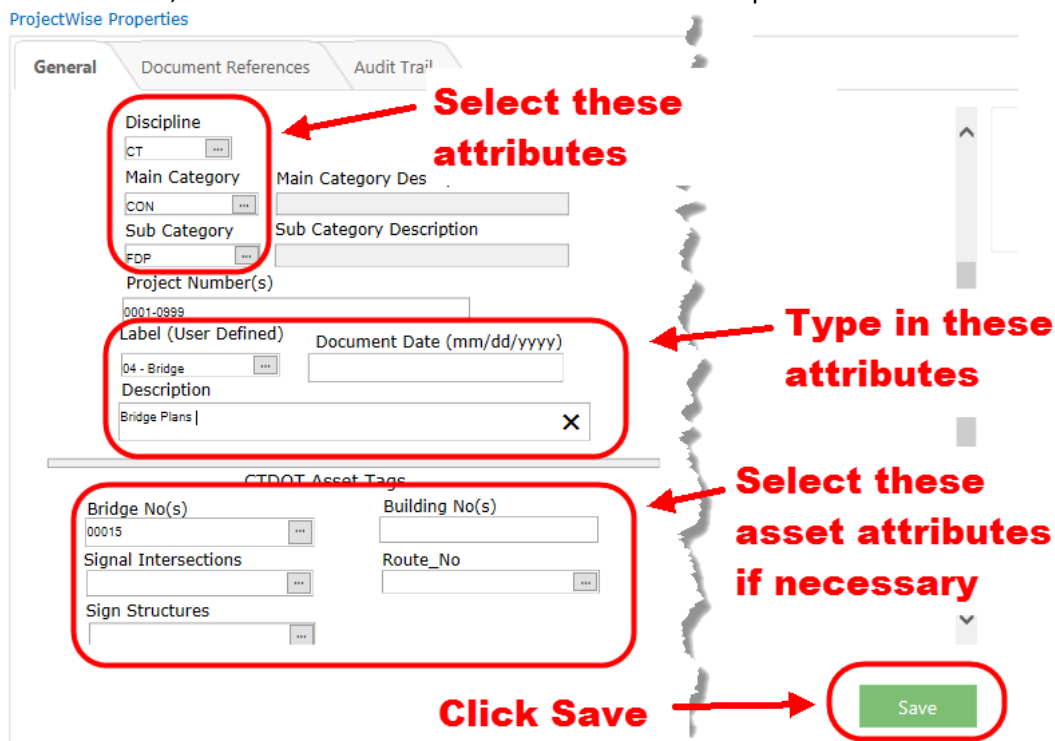 ProjectWise Properties
General Document References Audit Trail
Select these
attributes
Discipline
CT ...
Main Category Main Category Des
CON ...
Sub Category Sub Category Description
FDP ...
Project Number(s)
0001-0999
Label (User Defined) Document Date (mm/dd/yyyy)
04 - Bridge ...
Description
Bridge Plans
Type in these
attributes
CTDOT Asset Tags
Bridge No(s) Building No(s)
00015 ...
Signal Intersections Route_No
... ...
Sign Structures
...
Select these
asset attributes
if necessary
Click Save
Save